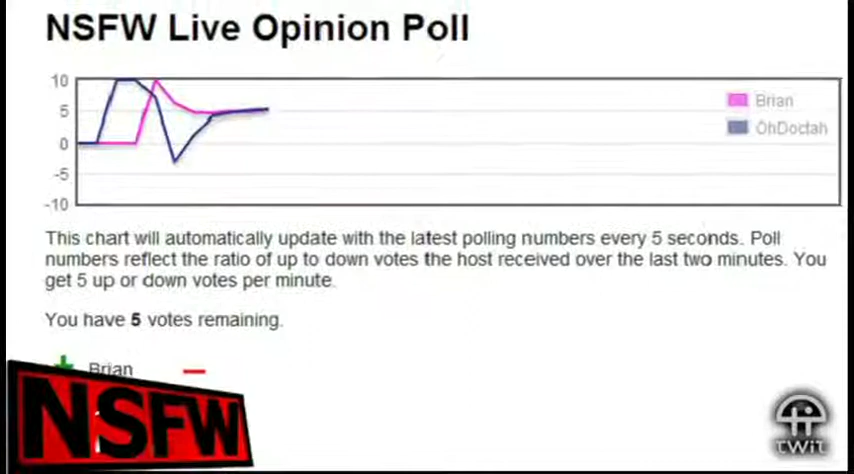 NSFW Live Opinion Poll
10
5
0
-5
-10
Brian
OhDoctah
This chart will automatically update with the latest polling numbers every 5 seconds. Poll
numbers reflect the ratio of up to down votes the host received over the last two minutes. You
get 5 up or down votes per minute.
You have 5 votes remaining.
Brian
NSFW
TWiT